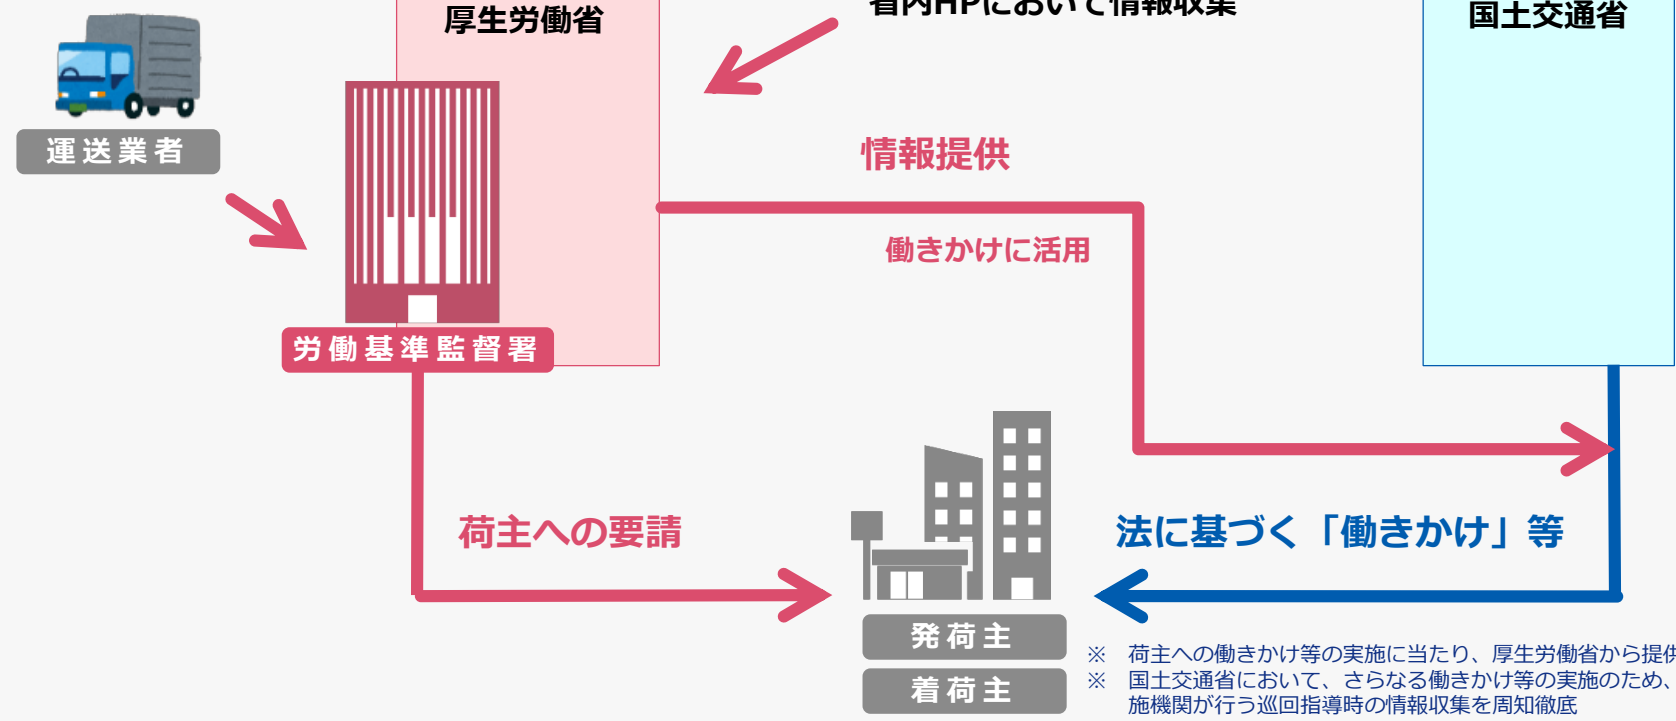 厚生労働省
省内HPにおいて情報収集
国土交通省
運送業者
情報提供
働きかけに活用
労働基準監督署
荷主への要請
法に基づく「働きかけ」等
発荷主
着荷主
※ 荷主への働きかけ等の実施に当たり、厚生労働省から提供
※ 国土交通省において、さらなる働きかけ等の実施のため、
施機関が行う巡回指導時の情報収集を周知徹底